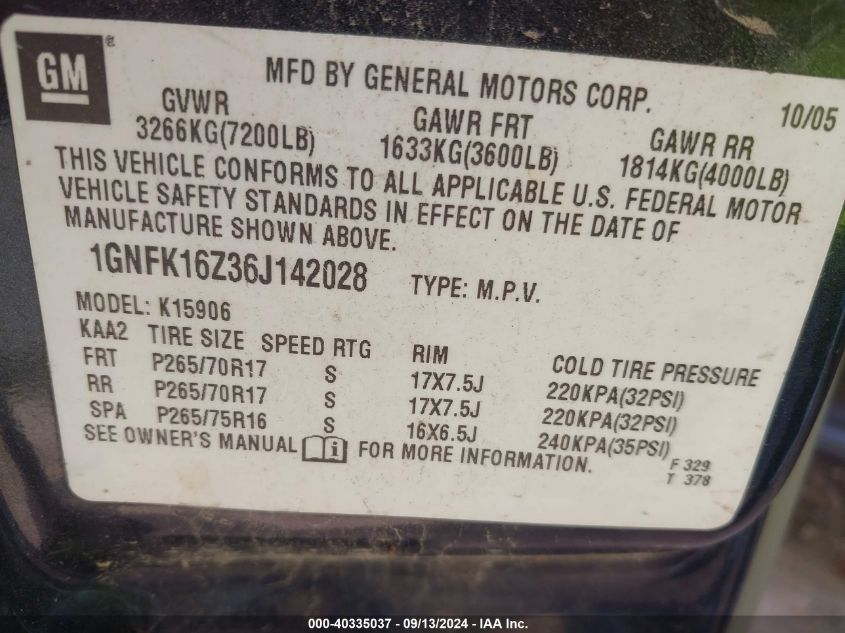 GM ®
MFD BY GENERAL MOTORS CORP.
10/05
GVWR GAWR FRT GAWR RR
3266KG(7200LB) 1633KG(3600LB) 1814KG(4000LB)
THIS VEHICLE CONFORMS TO ALL APPLICABLE U.S. FEDERAL MOTOR
VEHICLE SAFETY STANDARDS IN EFFECT ON THE DATE OF
MANUFACTURE SHOWN ABOVE.
1GNFK16Z36J142028 TYPE: M.P.V.
MODEL: K15906
KAA2 TIRE SIZE SPEED RTG RIM COLD TIRE PRESSURE
FRT P265/70R17 S 17X7.5J 220KPA(32PSI)
RR P265/70R17 S 17X7.5J 220KPA(32PSI)
SPA P265/75R16 S 16X6.5J 240KPA(35PSI)
SEE OWNER'S MANUAL i FOR MORE INFORMATION.
F 329
T 378
000-40335037 - 09/13/2024 - IAA Inc.